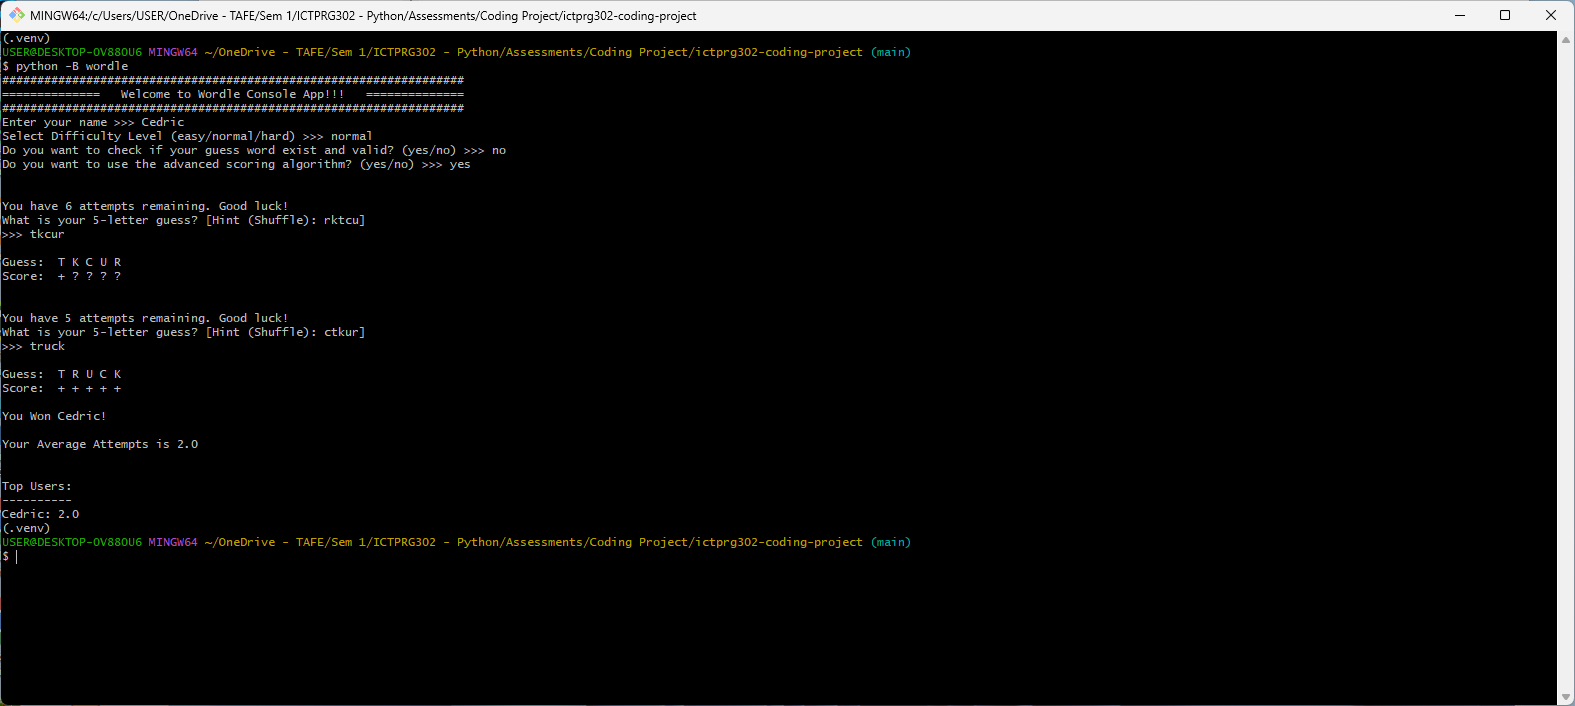 MINGW64:/c/Users/USER/OneDrive - TAFE/Sem 1/ICTPRG302 - Python/Assessments/Coding Project/ictprg302-coding-project
(.venv)
USER@DESKTOP-OV880U6 MINGW64 ~/OneDrive - TAFE/Sem 1/ICTPRG302 - Python/Assessments/Coding Project/ictprg302-coding-project (main)
$ python -B wordle
##################################################################
==============   Welcome to Wordle Console App!!!   ==============
##################################################################
Enter your name >>> Cedric
Select Difficulty Level (easy/normal/hard) >>> normal
Do you want to check if your guess word exist and valid? (yes/no) >>> no
Do you want to use the advanced scoring algorithm? (yes/no) >>> yes
You have 6 attempts remaining. Good luck!
What is your 5-letter guess? [Hint (Shuffle): rktcu]
>>> tkcur
Guess:  T K C U R
Score:  + ? ? ? ?
You have 5 attempts remaining. Good luck!
What is your 5-letter guess? [Hint (Shuffle): ctkur]
>>> truck
Guess:  T R U C K
Score:  + + + + +
You Won Cedric!
Your Average Attempts is 2.0
Top Users:
----------
Cedric: 2.0
(.venv)
USER@DESKTOP-OV880U6 MINGW64 ~/OneDrive - TAFE/Sem 1/ICTPRG302 - Python/Assessments/Coding Project/ictprg302-coding-project (main)
$